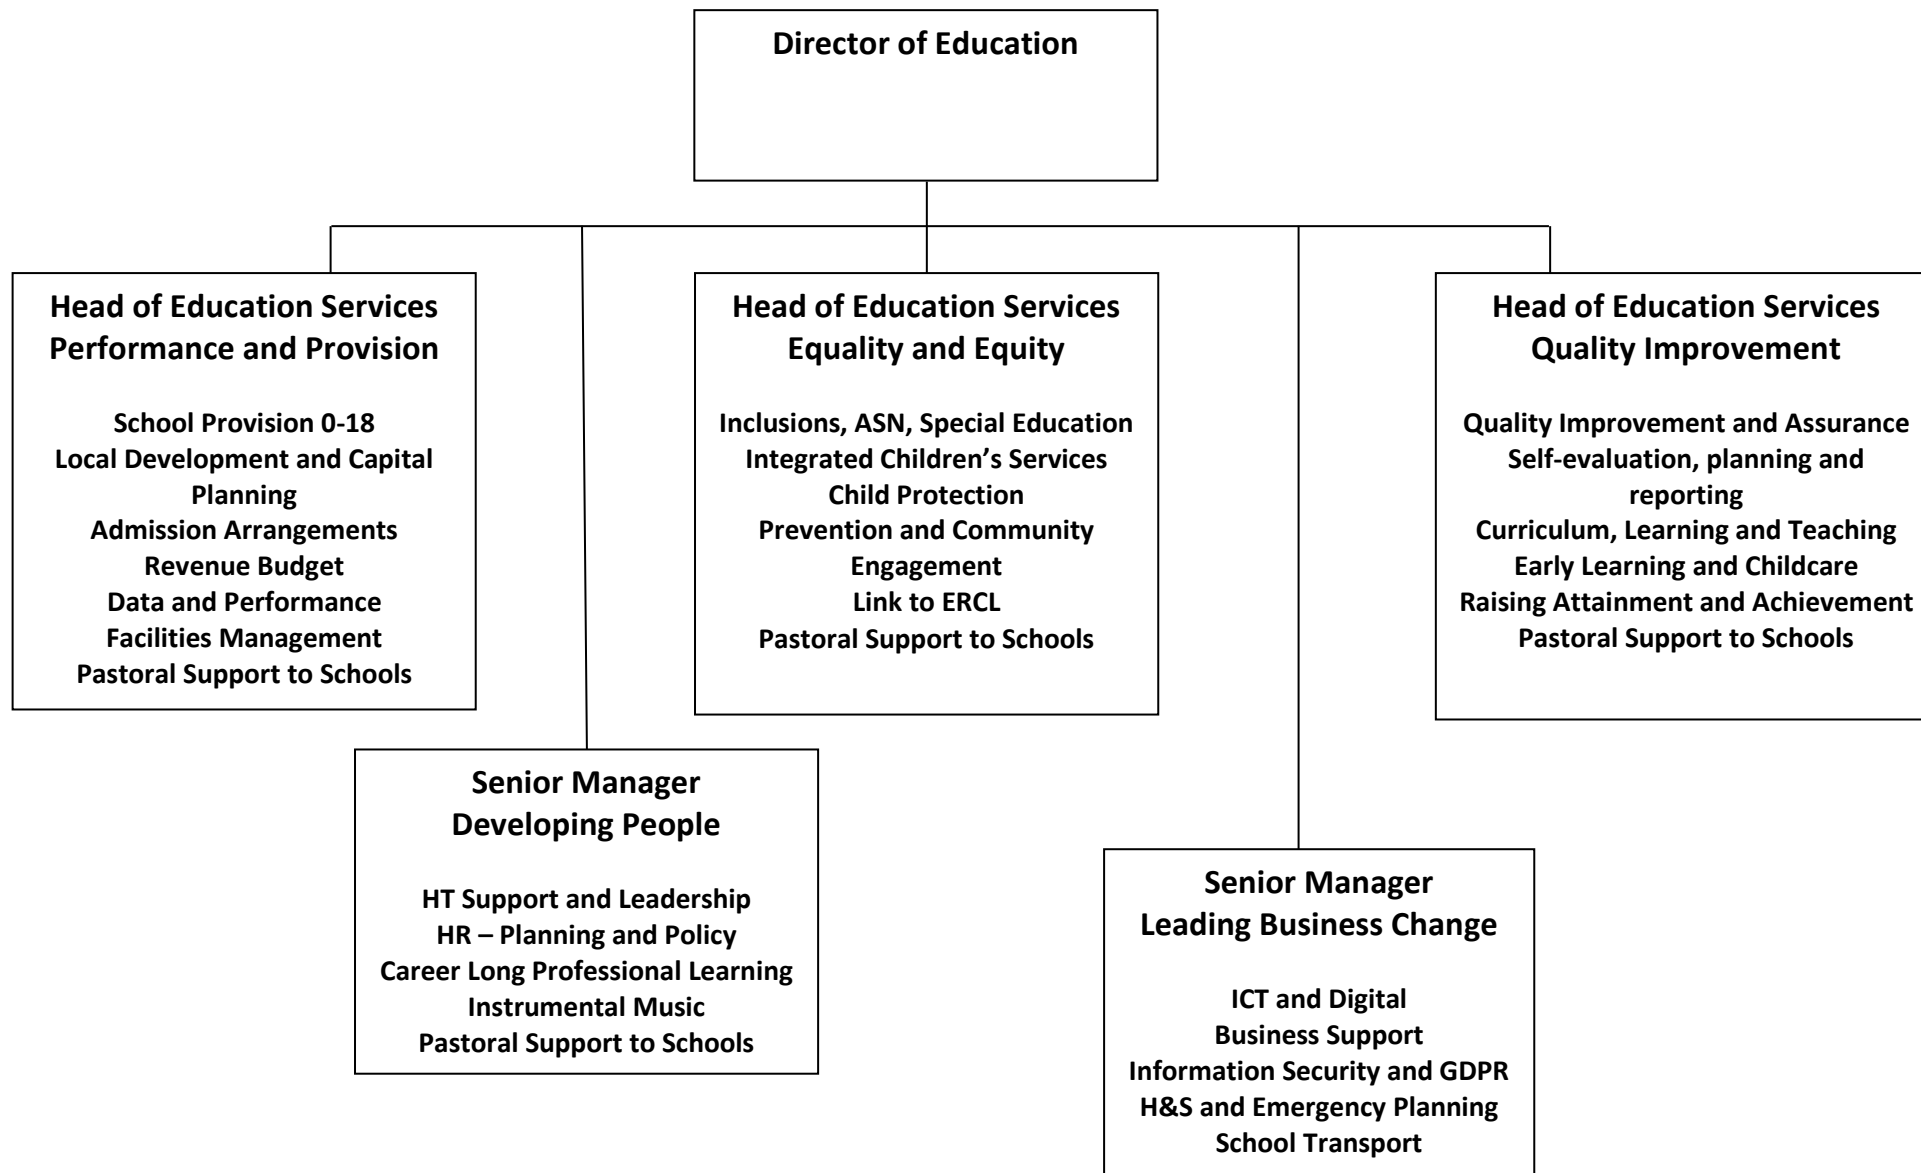 Director of Education
Head of Education Services
Performance and Provision
School Provision 0-18
Local Development and Capital
Planning
Admission Arrangements
Revenue Budget
Data and Performance
Facilities Management
Pastoral Support to Schools
Head of Education Services
Equality and Equity
Inclusions, ASN, Special Education
Integrated Children’s Services
Child Protection
Prevention and Community
Engagement
Link to ERCL
Pastoral Support to Schools
Head of Education Services
Quality Improvement
Quality Improvement and Assurance
Self-evaluation, planning and
reporting
Curriculum, Learning and Teaching
Early Learning and Childcare
Raising Attainment and Achievement
Pastoral Support to Schools
Senior Manager
Developing People
HT Support and Leadership
HR – Planning and Policy
Career Long Professional Learning
Instrumental Music
Pastoral Support to Schools
Senior Manager
Leading Business Change
ICT and Digital
Business Support
Information Security and GDPR
H&S and Emergency Planning
School Transport